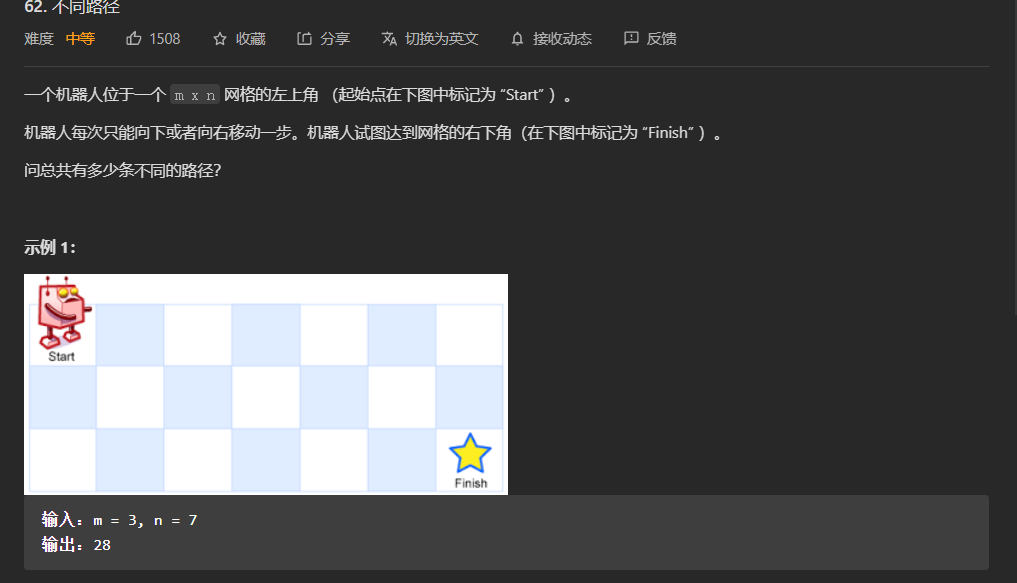 62. 不同路径
难度 中等 1508 收藏 分享 切换为英文 接收动态 反馈
一个机器人位于一个 m x n 网格的左上角 （起始点在下图中标记为 “Start” ）。
机器人每次只能向下或者向右移动一步。机器人试图达到网格的右下角（在下图中标记为 “Finish” ）。
问总共有多少条不同的路径？
示例 1：
Start
Finish
输入：m = 3, n = 7
输出：28